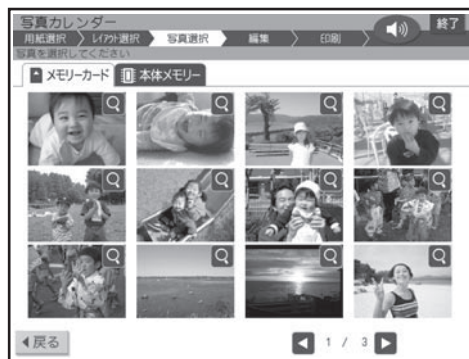 写真カレンダー
終了
用紙選択 〉 レイアウト選択 〉 写真選択 〉 編集 〉 印刷 〉
写真を選択してください
メモリーカード 本体メモリー
戻る
1 / 3